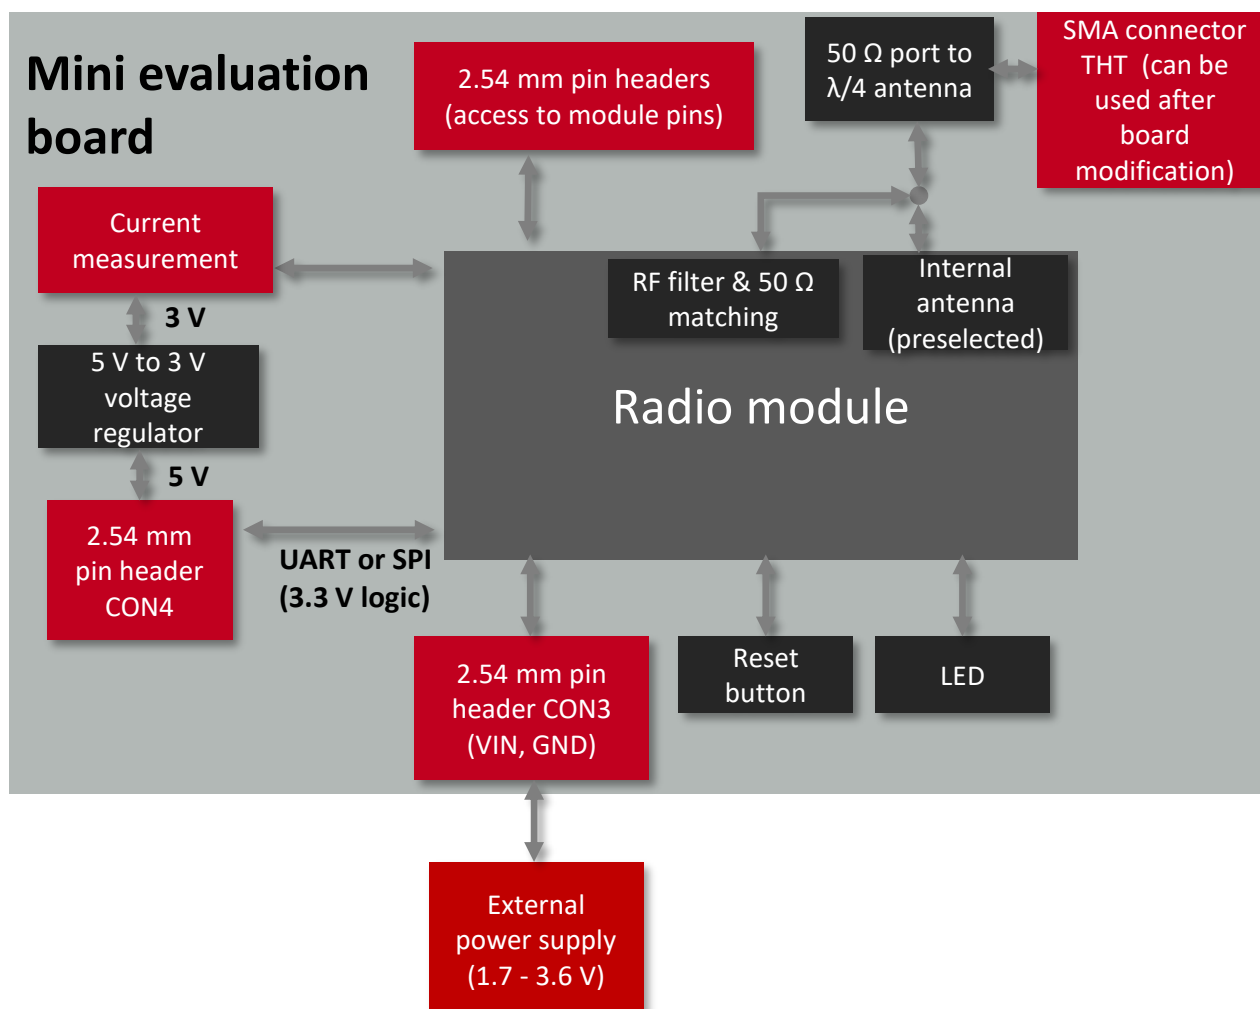 Mini evaluation
board
2.54 mm pin headers
(access to module pins)
50 Ω port to
λ/4 antenna
SMA connector
THT (can be
used after
board
modification)
Current
measurement
3 V
5 V to 3 V
voltage
regulator
5 V
2.54 mm
pin header
CON4
UART or SPI
(3.3 V logic)
RF filter & 50 Ω
matching
Internal
antenna
(preselected)
Radio module
2.54 mm pin
header CON3
(VIN, GND)
Reset
button
LED
External
power supply
(1.7 - 3.6 V)